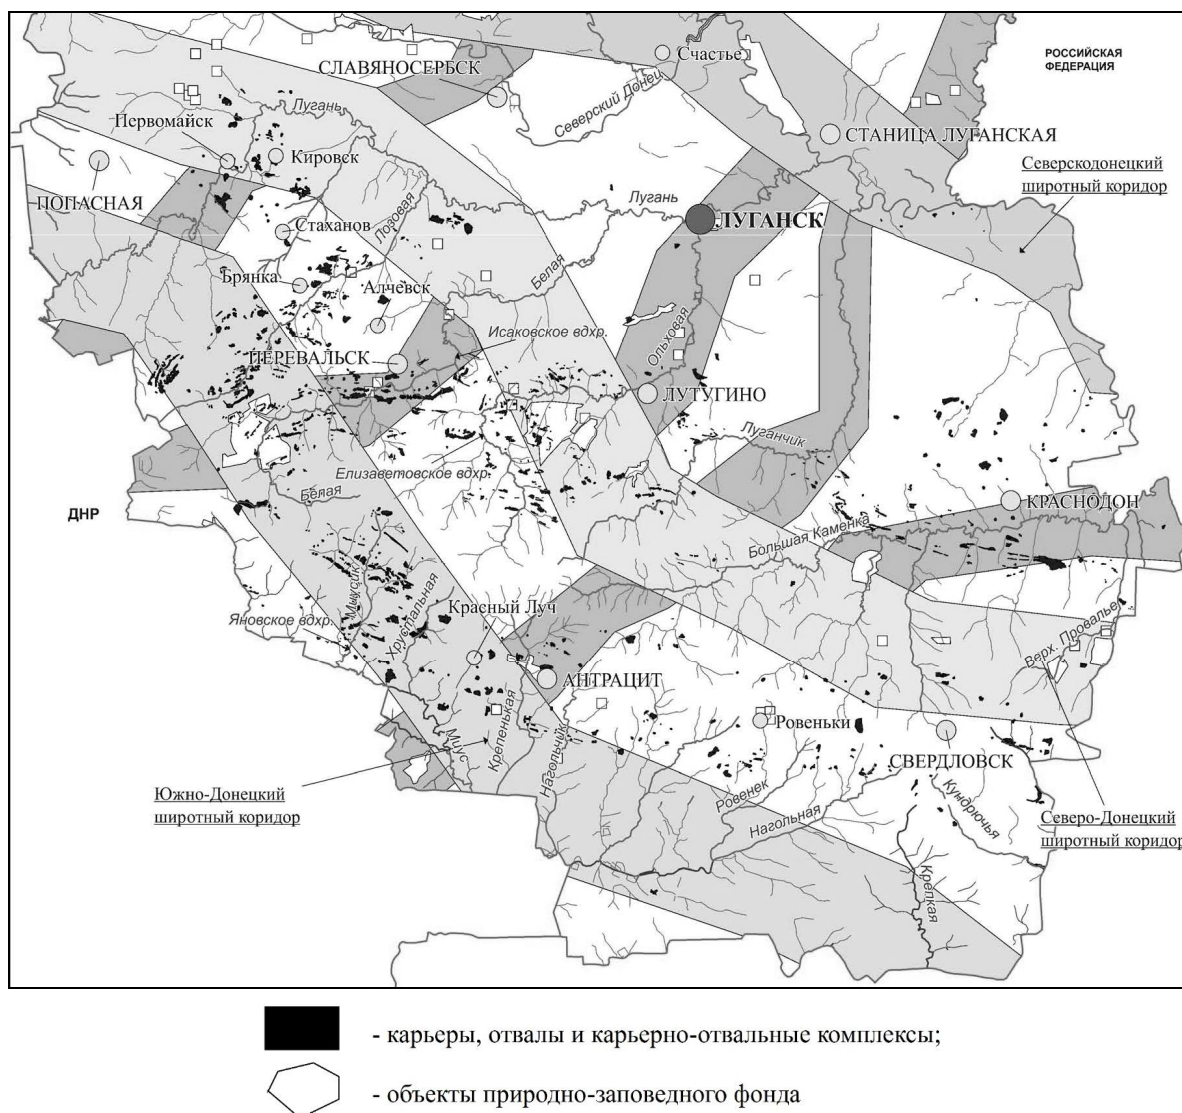 Счастье
РОССИЙСКАЯ
ФЕДЕРАЦИЯ
СЛАВЯНОСЕРБСК
Северский Донец
Лугань
Первомайск
СТАНИЦА ЛУГАНСКАЯ
Кировск
Северскодонецкий
широтный коридор
ПОПАСНАЯ
Лозовая
Лугань
ЛУГАНСК
Стаханов
Брянка
Алчевск
Белая
Исаковское вдхр.
Ольховая
ПЕРЕВАЛЬСК
ЛУТУГИНО
Луганчик
Елизаветовское вдхр.
Белая
КРАСНОДОН
ДНР
Большая Каменка
Миусик
Хрустальная
Красный Луч
Яновское вдхр.
Верх. Провалье
АНТРАЦИТ
Крепенькая
Ровеньки
Миус
Нагольчик
СВЕРДЛОВСК
Южно-Донецкий
широтный коридор
Ровенек
Нагольная
Кундрючья
Северо-Донецкий
широтный коридор
Крепкая
- карьеры, отвалы и карьерно-отвальные комплексы;
- объекты природно-заповедного фонда